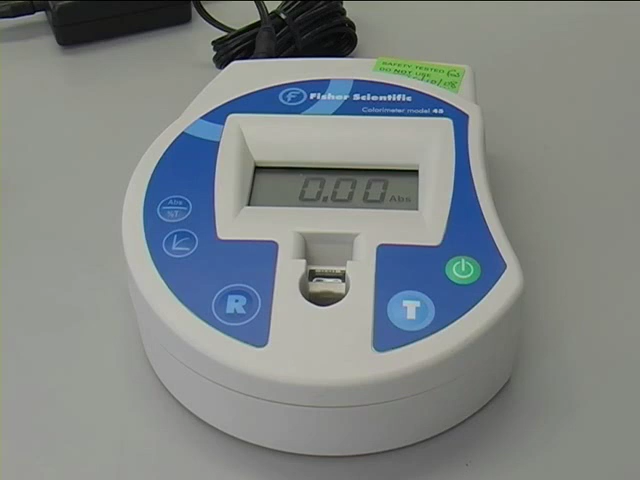 SAFETY TESTED
DO NOT USE
F Fisher Scientific
Colorimeter model 45
0.00 Abs
Abs
%T
R
T